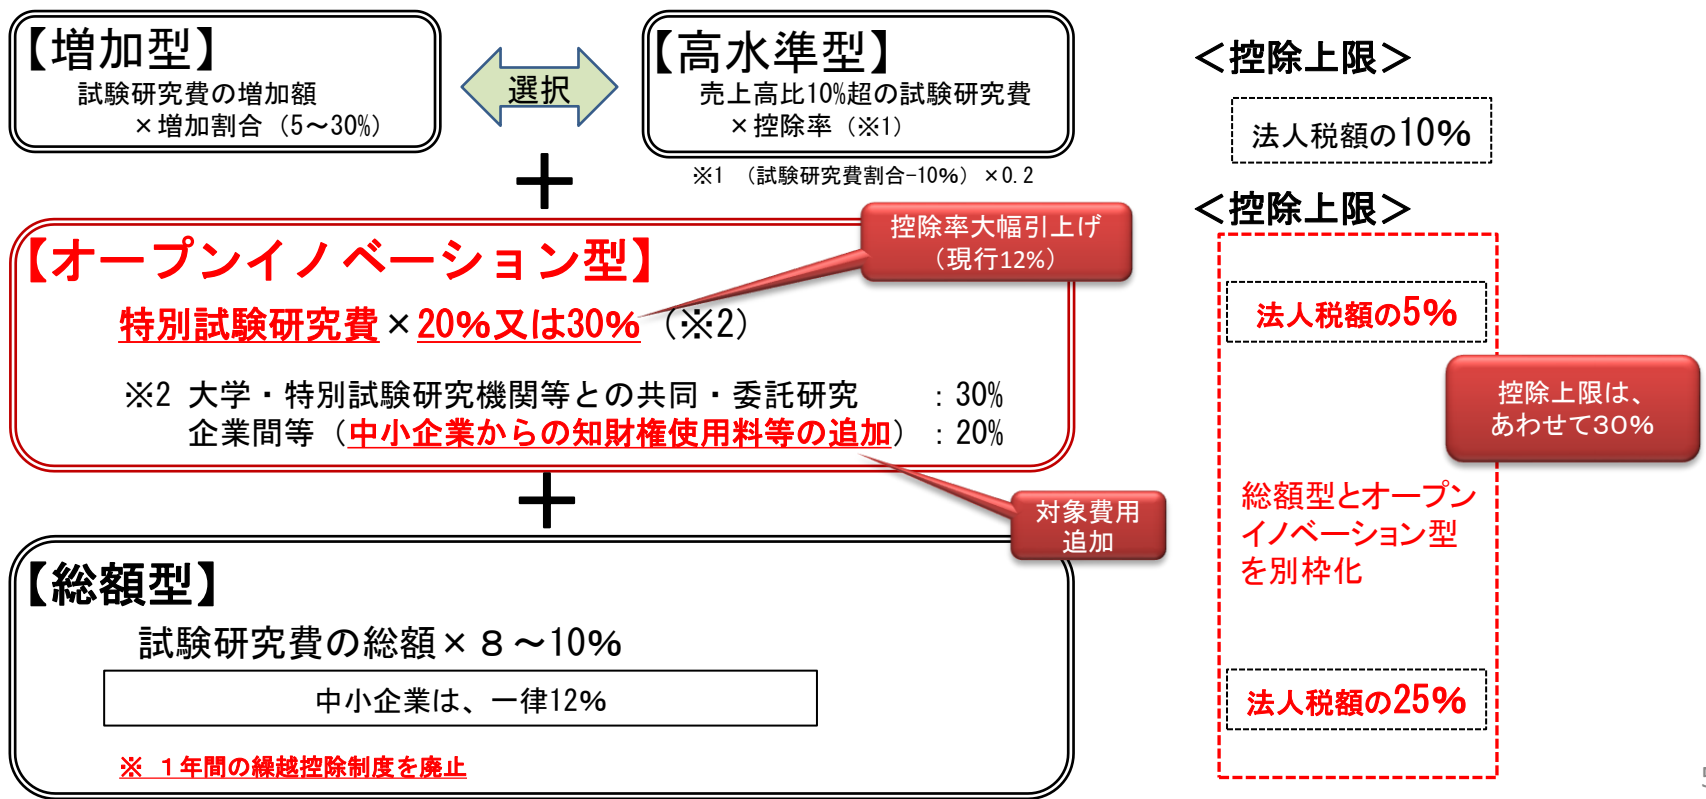 【増加型】
試験研究費の増加額
×増加割合（5～30%）
選択
【高水準型】
売上高比10%超の試験研究費
×控除率（※1）
※1 （試験研究費割合-10%）×0.2
＜控除上限＞
法人税額の10%
＋
＜控除上限＞
【オープンイノベーション型】
控除率大幅引上げ
（現行12%）
特別試験研究費×20%又は30%（※2）
※2 大学・特別試験研究機関等との共同・委託研究 : 30%
企業間等（中小企業からの知財権使用料等の追加） : 20%
法人税額の5%
控除上限は、
あわせて30%
＋
対象費用
追加
総額型とオープン
イノベーション型
を別枠化
【総額型】
試験研究費の総額×８～10%
中小企業は、一律12%
※ １年間の繰越控除制度を廃止
法人税額の25%